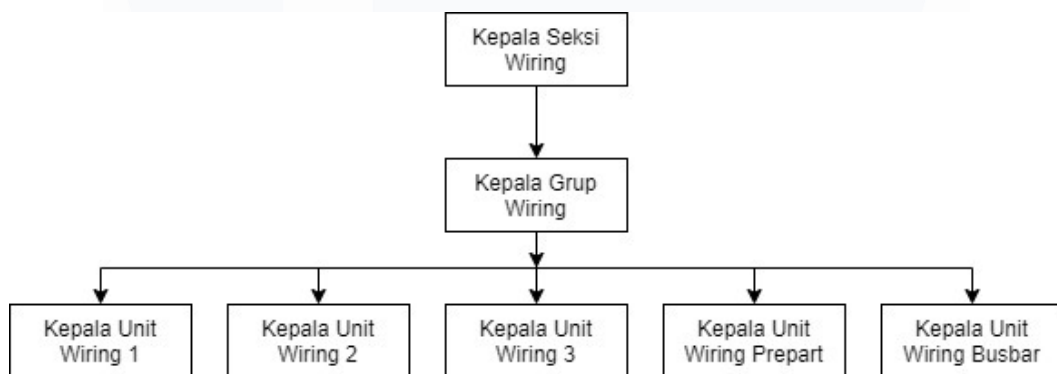 Kepala Seksi
Wiring
Kepala Grup
Wiring
Kepala Unit
Wiring 1
Kepala Unit
Wiring 2
Kepala Unit
Wiring 3
Kepala Unit
Wiring Prepart
Kepala Unit
Wiring Busbar